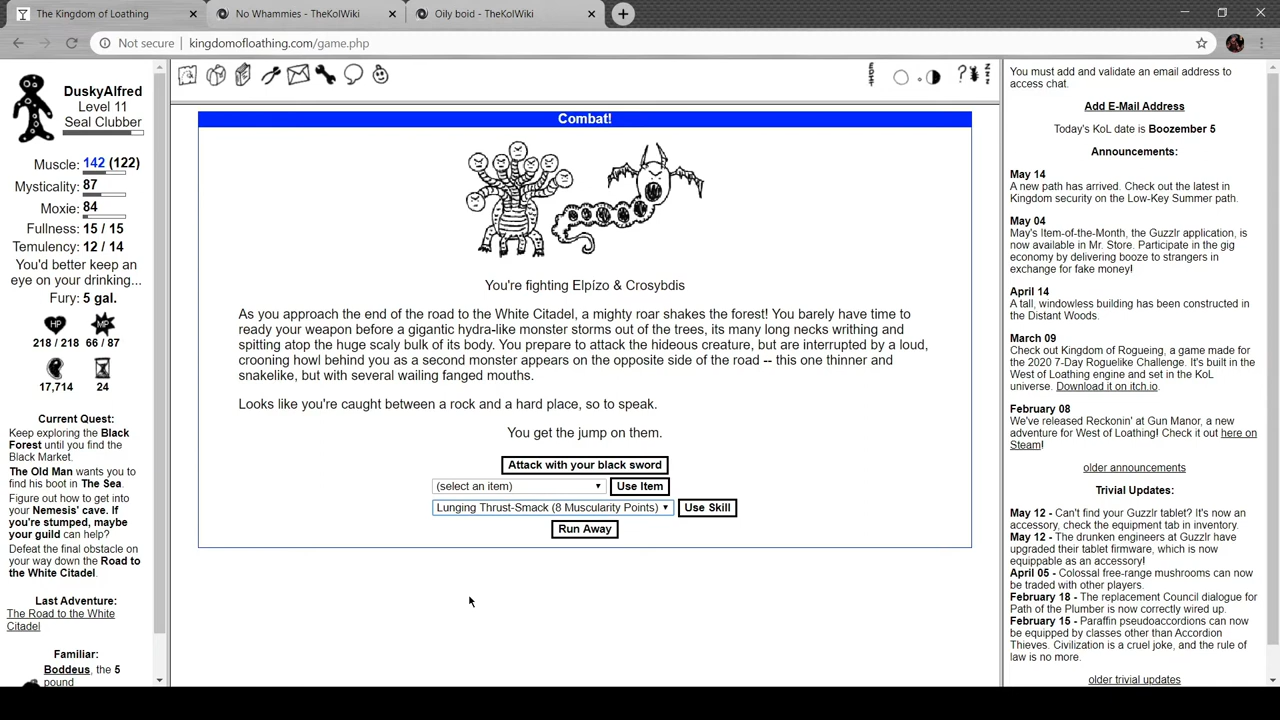 The Kingdom of Loathing
No Whammies - TheKolWiki
Oily boid - TheKolWiki
Not secure | kingdomofloathing.com/game.php
DuskyAlfred
Level 11
Seal Clubber
Muscle: 142 (122)
Mysticality: 87
Moxie: 84
Fullness: 15 / 15
Temulency: 12 / 14
You'd better keep an
eye on your drinking...
Fury: 5 gal.
HP
MP
218 / 218
66 / 87
17,714
24
Current Quest:
Keep exploring the Black
Forest until you find the
Black Market.
The Old Man wants you to
find his boot in The Sea.
Figure out how to get into
your Nemesis' cave. If
you're stumped, maybe
your guild can help?
Defeat the final obstacle on
your way down the Road to
the White Citadel.
Last Adventure:
The Road to the White
Citadel
Familiar:
Boddeus, the 5
pound
Combat!
You're fighting Elpízo & Crosybdis
As you approach the end of the road to the White Citadel, a mighty roar shakes the forest! You barely have time to
ready your weapon before a gigantic hydra-like monster storms out of the trees, its many long necks writhing and
spitting atop the huge scaly bulk of its body. You prepare to attack the hideous creature, but are interrupted by a loud,
crooning howl behind you as a second monster appears on the opposite side of the road -- this one thinner and
snakelike, but with several wailing fanged mouths.
Looks like you're caught between a rock and a hard place, so to speak.
You get the jump on them.
Attack with your black sword
(select an item) Use Item
Lunging Thrust-Smack (8 Muscularity Points) Use Skill
Run Away
You must add and validate an email address to
access chat.
Add E-Mail Address
Today's KoL date is Boozember 5
Announcements:
May 14
A new path has arrived. Check out the latest in
Kingdom security on the Low-Key Summer path.
May 04
May's Item-of-the-Month, the Guzzlr application, is
now available in Mr. Store. Participate in the gig
economy by delivering booze to strangers in
exchange for fake money!
April 14
A tall, windowless building has been constructed in
the Distant Woods.
March 09
Check out Kingdom of Rogueing, a game made for
the 2020 7-Day Roguelike Challenge. It's built in the
West of Loathing engine and set in the KoL
universe. Download it on itch.io.
February 08
We've released Reckonin' at Gun Manor, a new
adventure for West of Loathing! Check it out here on
Steam!
older announcements
Trivial Updates:
May 12 - Can't find your Guzzlr tablet? It's now an
accessory, check the equipment tab in inventory.
May 12 - The drunken engineers at Guzzlr have
upgraded their tablet firmware, which is now
equippable as an accessory!
April 05 - Colossal free-range mushrooms can now
be traded with other players.
February 18 - The replacement Council dialogue for
Path of the Plumber is now correctly wired up.
February 15 - Paraffin pseudoaccordions can now
be equipped by classes other than Accordion
Thieves. Civilization is a cruel joke, and the rule of
law is no more.
older trivial updates